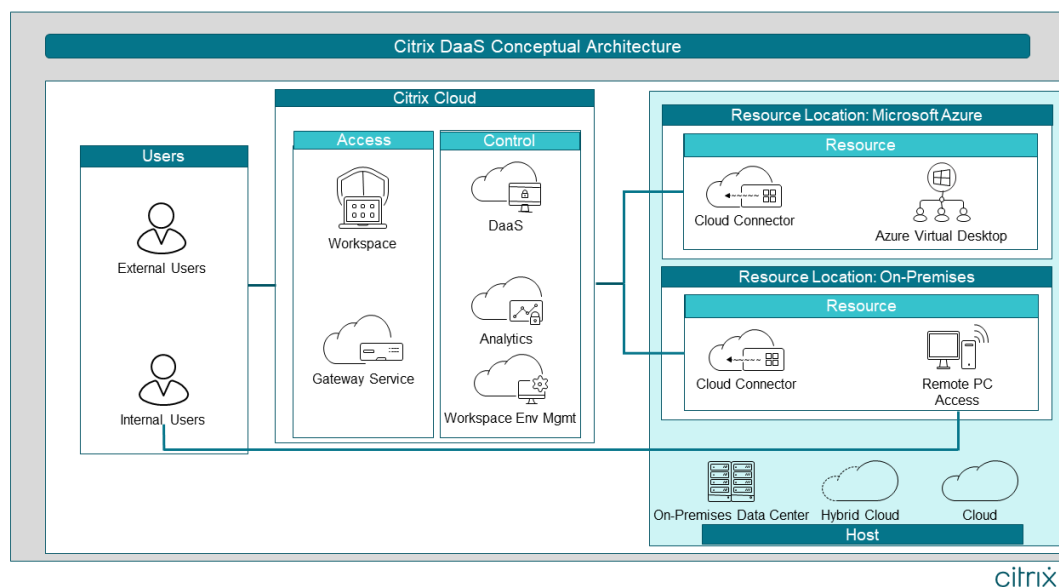 Citrix DaaS Conceptual Architecture
Users
External Users
Internal Users
Citrix Cloud
Access
Workspace
Gateway Service
Control
DaaS
Analytics
Workspace Env Mgmt
Resource Location: Microsoft Azure
Resource
Cloud Connector
Azure Virtual Desktop
Resource Location: On-Premises
Resource
Cloud Connector
Remote PC
Access
On-Premises Data Center
Hybrid Cloud
Cloud
Host
citrix